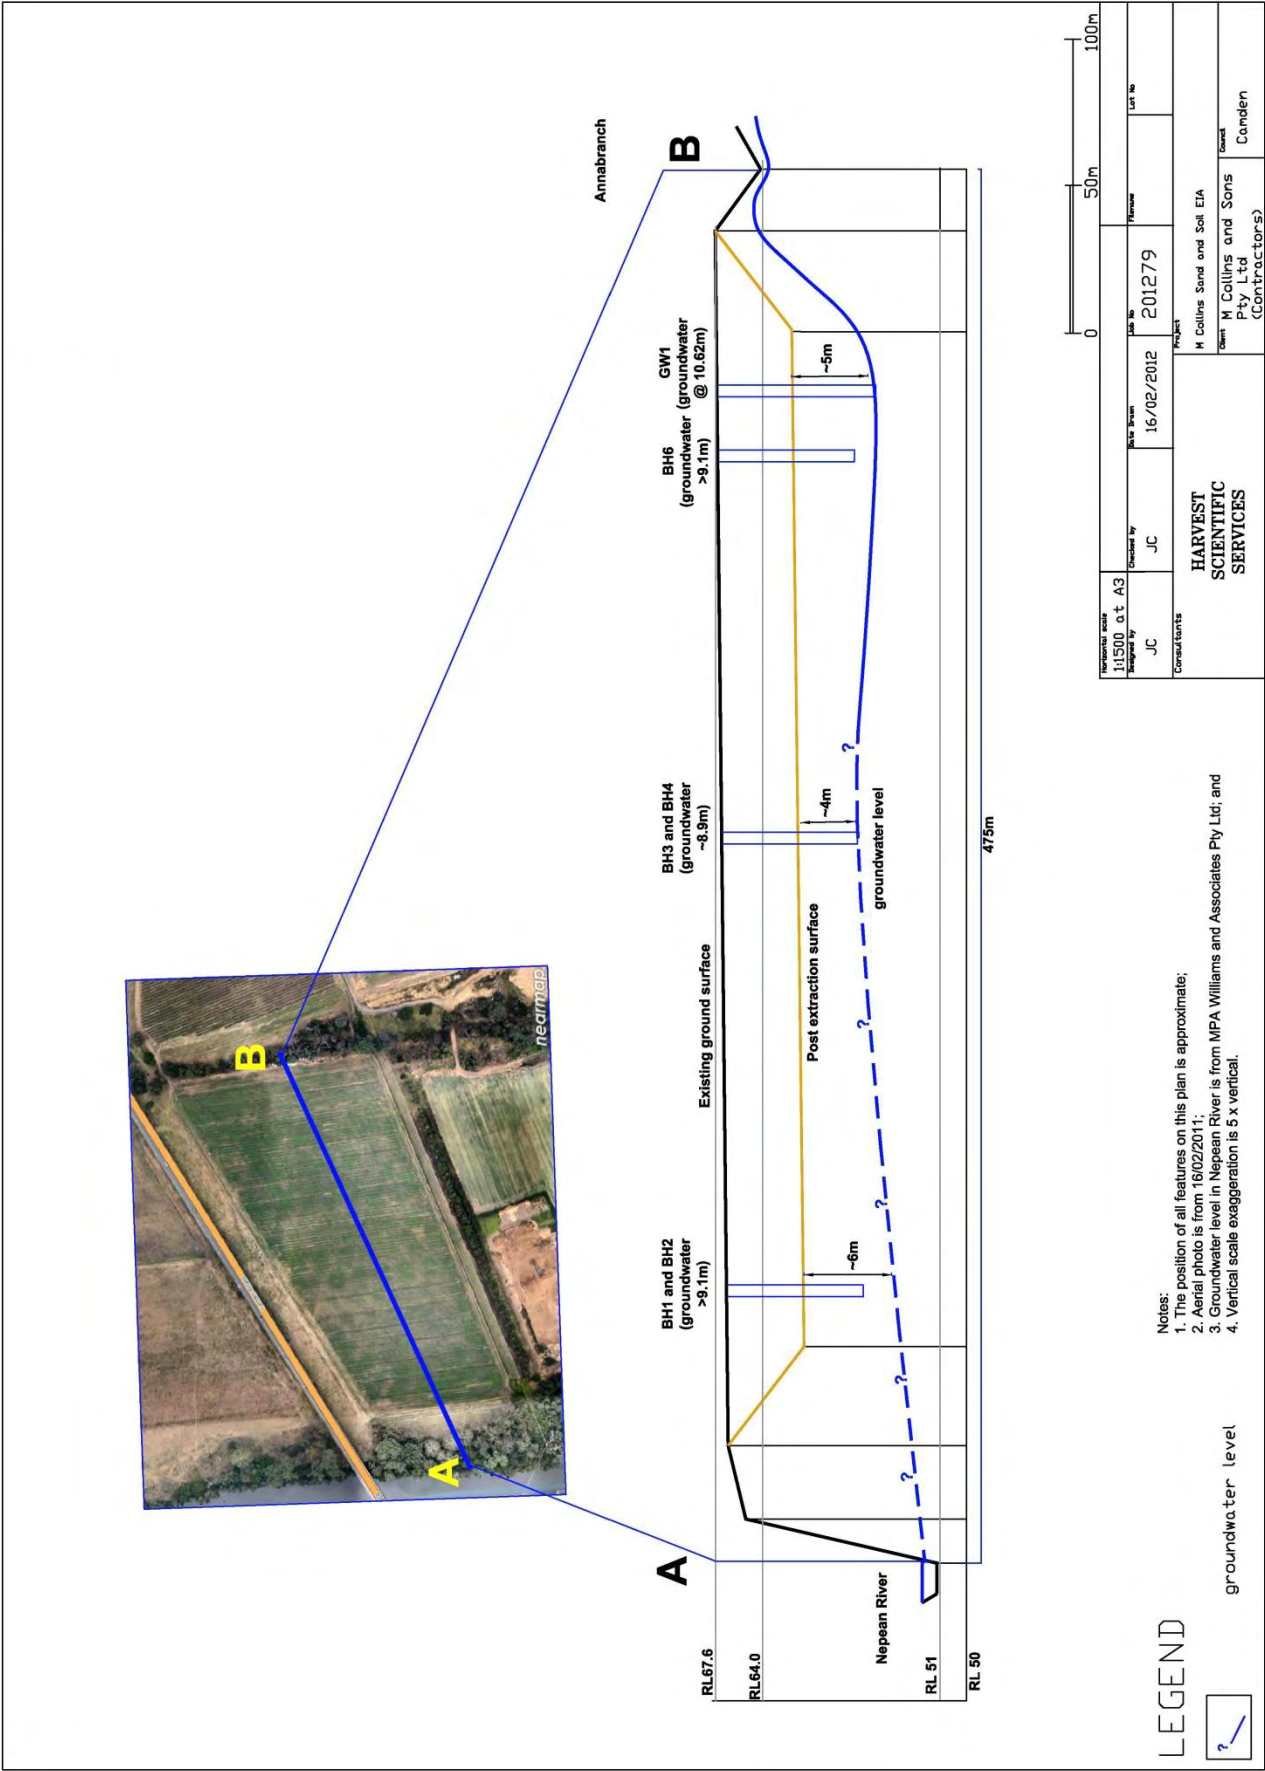 B
A
nearmap
A
B
Annabranch
BH1 and BH2
(groundwater
>9.1m)
Existing ground surface
BH3 and BH4
(groundwater
~8.9m)
BH6
(groundwater
>9.1m)
GW1
(groundwater
@ 10.62m)
RL67.6
RL64.0
Nepean River
RL 51
RL 50
~6m
Post extraction surface
~4m
groundwater level
~5m
?
?
?
?
?
475m
0
50m
100m
LEGEND
?
groundwater level
Notes:
1. The position of all features on this plan is approximate;
2. Aerial photo is from 16/02/2011;
3. Groundwater level in Nepean River is from MPA Williams and Associates Pty Ltd; and
4. Vertical scale exaggeration is 5 x vertical.
Horizontal scale
1:1500 at A3
Designed by
JC
Checked by
JC
Date Drawn
16/02/2012
Job No
201279
Filename
Lot No
Consultants
HARVEST
SCIENTIFIC
SERVICES
Project
M Collins Sand and Soil EIA
Client
M Collins and Sons
Pty Ltd
(Contractors)
Council
Camden